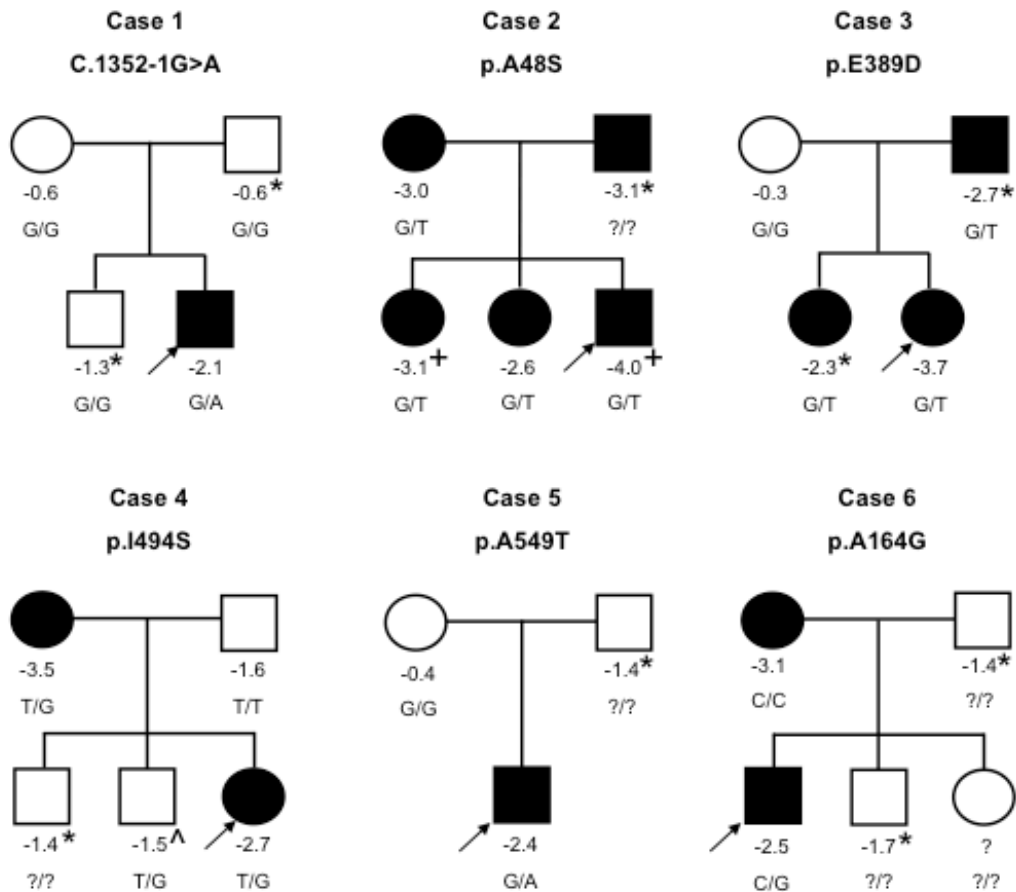 Case 1 Case 2 Case 3
C.1352-1G>A p.A48S p.E389D
-0.6 -0.6* -3.0 -3.1* -0.3 -2.7*
G/G G/G G/T ?/? G/G G/T
-1.3* -2.1 -3.1+ -2.6 -4.0+ -2.3* -3.7
G/G G/A G/T G/T G/T G/T G/T
Case 4 Case 5 Case 6
p.I494S p.A549T p.A164G
-3.5 -1.6 -0.4 -1.4* -3.1 -1.4*
T/G T/T G/G ?/? C/C ?/?
-1.4* -1.5^ -2.7 -2.4 -2.5 -1.7* ?
?/? T/G T/G G/A C/G ?/? ?/?